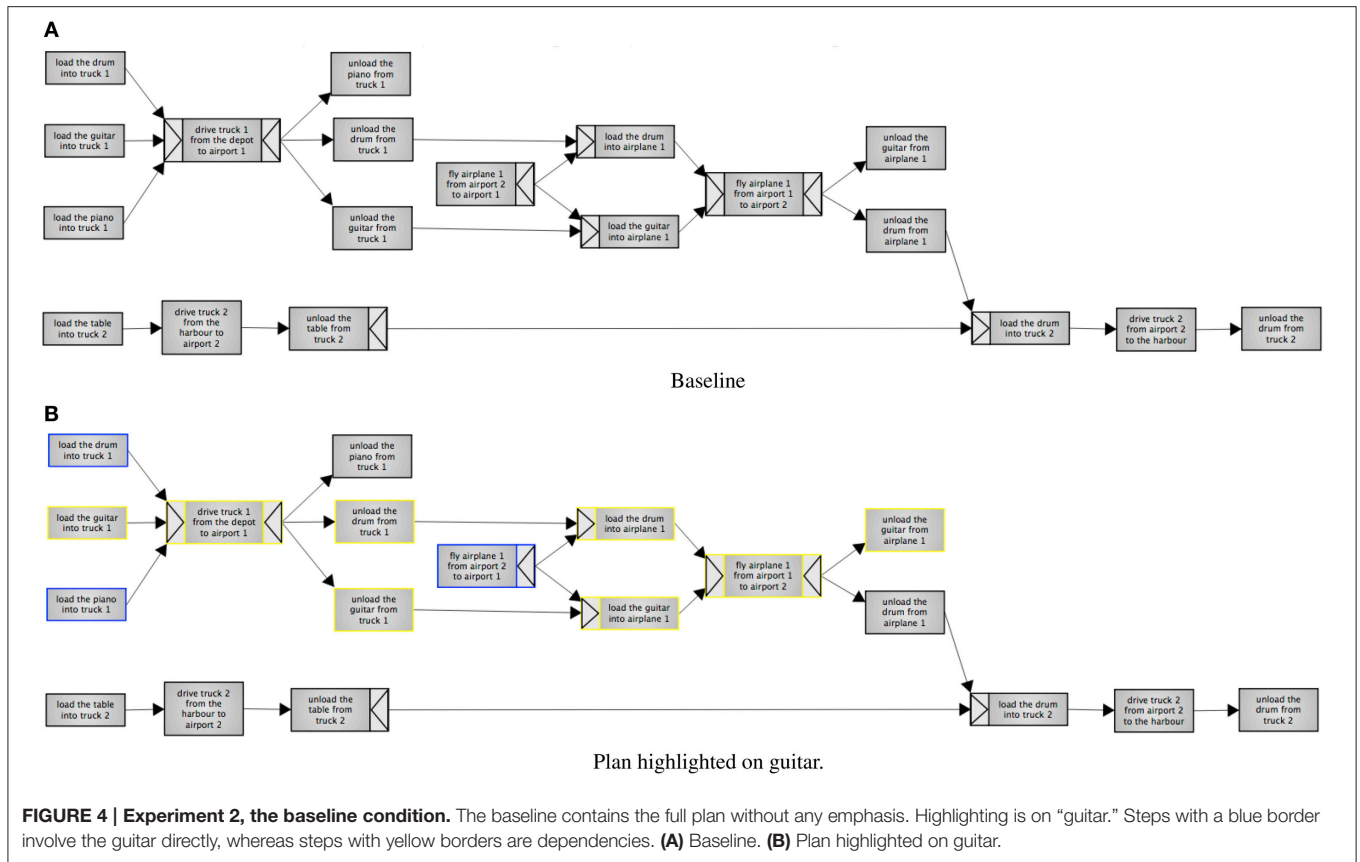 A
load the drum
into truck 1
unload the
piano from
truck 1
load the guitar
into truck 1
drive truck 1
from the depot
to airport 1
unload the
drum from
truck 1
load the drum
into airplane 1
unload the
guitar from
airplane 1
fly airplane 1
from airport 2
to airport 1
fly airplane 1
from airport 1
to airport 2
load the piano
into truck 1
unload the
guitar from
truck 1
load the guitar
into airplane 1
unload the
drum from
airplane 1
load the table
into truck 2
drive truck 2
from the
harbour to
airport 2
unload the
table from
truck 2
load the drum
into truck 2
drive truck 2
from airport 2
to the harbour
unload the
drum from
truck 2
Baseline
B
load the drum
into truck 1
unload the
piano from
truck 1
load the guitar
into truck 1
drive truck 1
from the depot
to airport 1
unload the
drum from
truck 1
load the drum
into airplane 1
unload the
guitar from
airplane 1
fly airplane 1
from airport 2
to airport 1
fly airplane 1
from airport 1
to airport 2
load the piano
into truck 1
unload the
guitar from
truck 1
load the guitar
into airplane 1
unload the
drum from
airplane 1
load the table
into truck 2
drive truck 2
from the
harbour to
airport 2
unload the
table from
truck 2
load the drum
into truck 2
drive truck 2
from airport 2
to the harbour
unload the
drum from
truck 2
Plan highlighted on guitar.
FIGURE 4 | Experiment 2, the baseline condition. The baseline contains the full plan without any emphasis. Highlighting is on “guitar.” Steps with a blue border
involve the guitar directly, whereas steps with yellow borders are dependencies. (A) Baseline. (B) Plan highlighted on guitar.